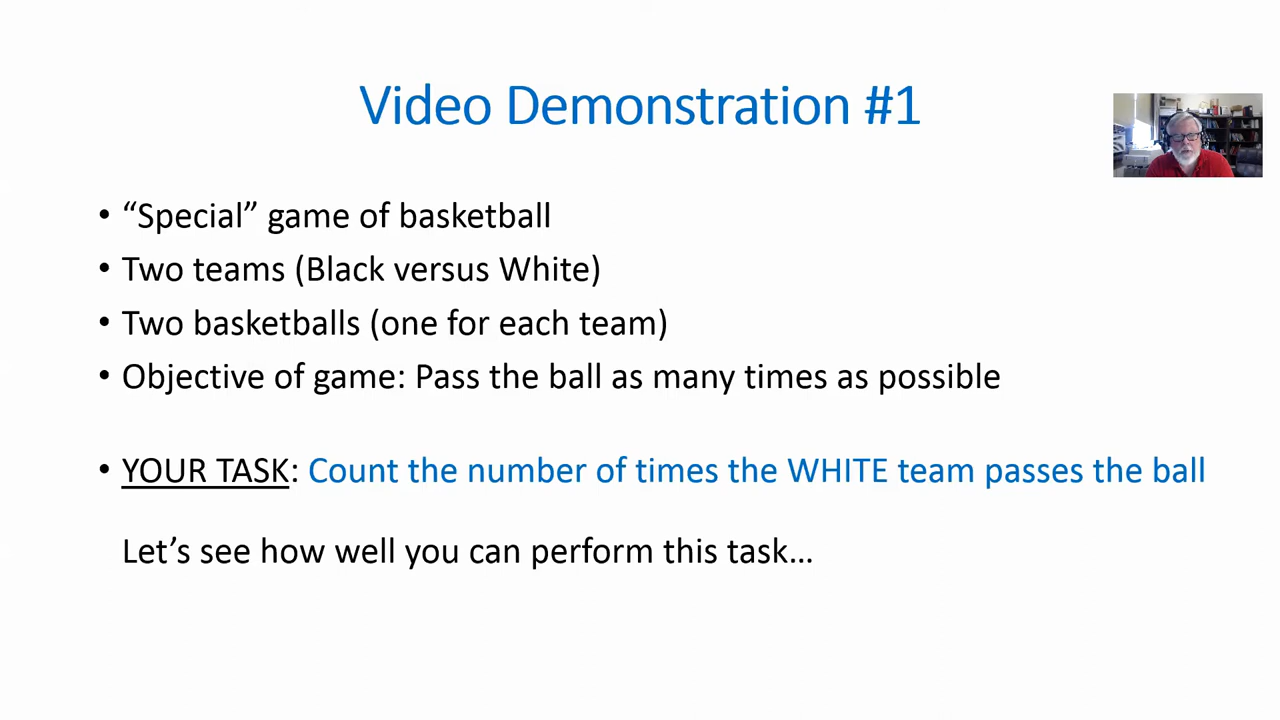 Video Demonstration #1
• “Special” game of basketball
• Two teams (Black versus White)
• Two basketballs (one for each team)
• Objective of game: Pass the ball as many times as possible
• YOUR TASK: Count the number of times the WHITE team passes the ball
Let’s see how well you can perform this task…